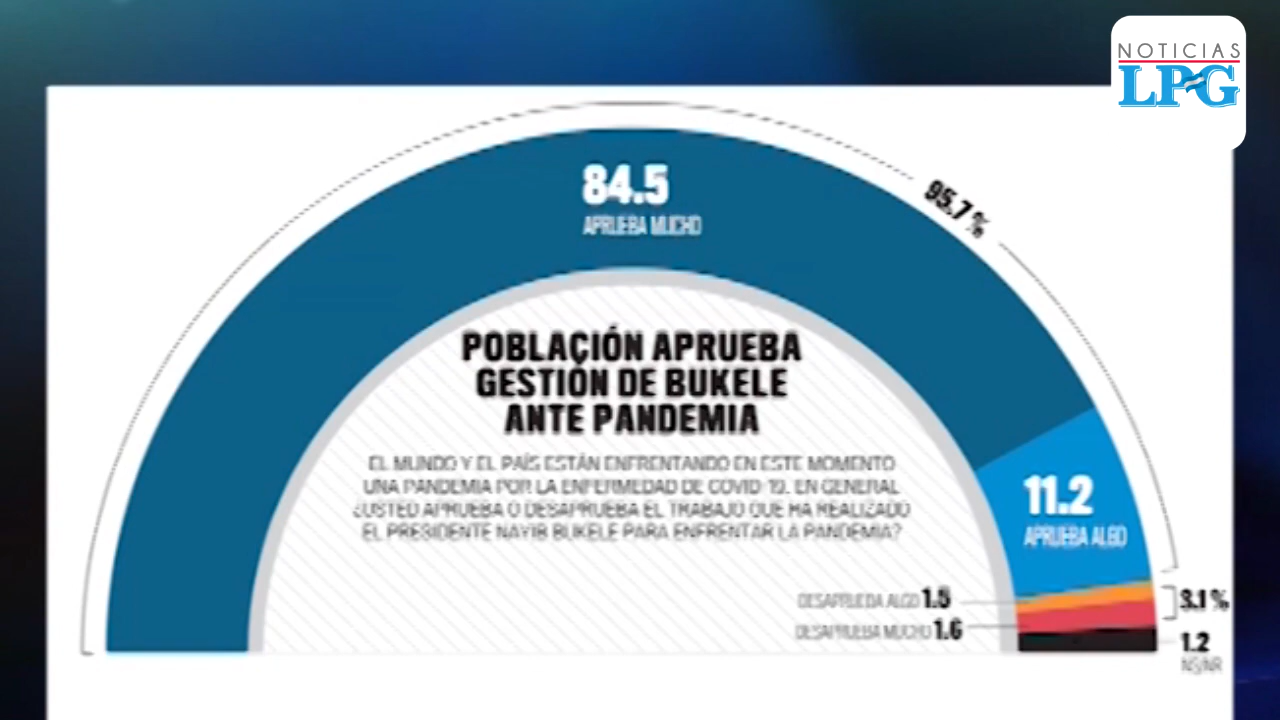 NOTICIAS
LPG
84.5
APRUEBA MUCHO
95.7%
POBLACIÓN APRUEBA
GESTIÓN DE BUKELE
ANTE PANDEMIA
EL MUNDO Y EL PAÍS ESTÁN ENFRENTANDO EN ESTE MOMENTO
UNA PANDEMIA POR LA ENFERMEDAD DE COVID-19. EN GENERAL
¿USTED APRUEBA O DESAPRUEBA EL TRABAJO QUE HA REALIZADO
EL PRESIDENTE NAYIB BUKELE PARA ENFRENTAR LA PANDEMIA?
11.2
APRUEBA ALGO
DESAPRUEBA ALGO 1.5
3.1%
DESAPRUEBA MUCHO 1.6
1.2
NS/NR